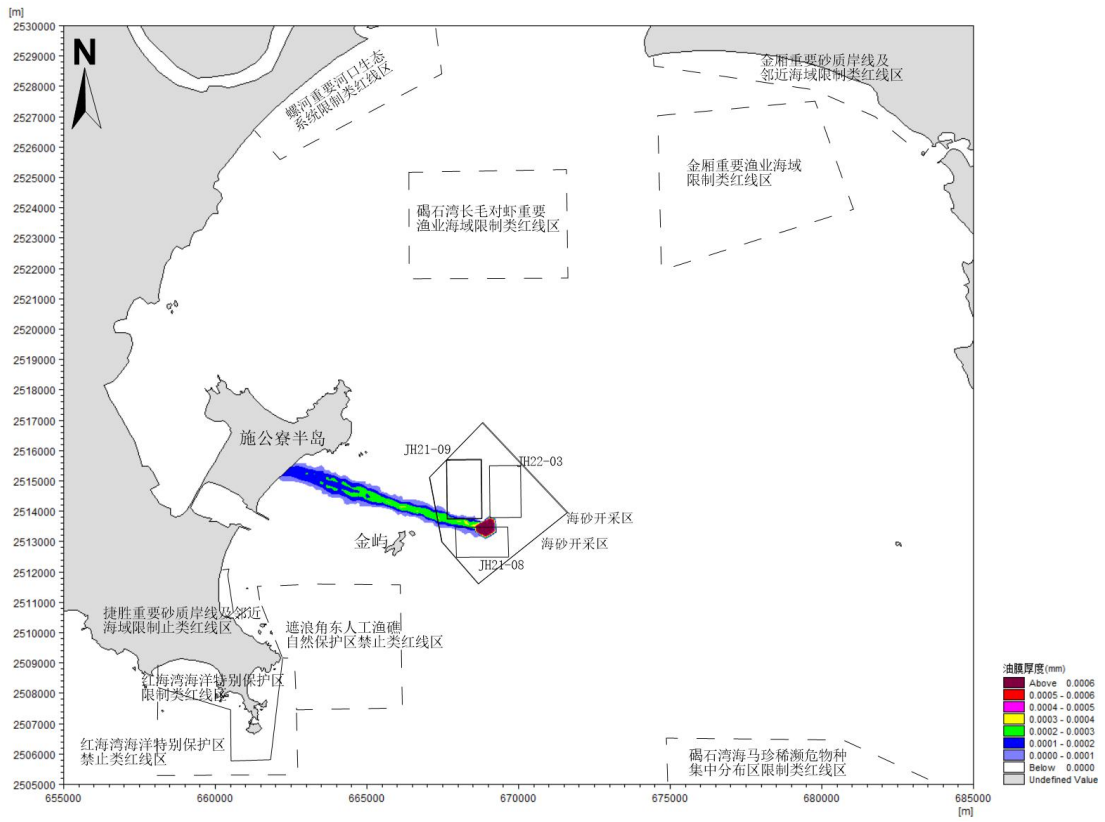 [m]
2530000
2529000
2528000
2527000
2526000
2525000
2524000
2523000
2522000
2521000
2520000
2519000
2518000
2517000
2516000
2515000
2514000
2513000
2512000
2511000
2510000
2509000
2508000
2507000
2506000
2505000
N
螺河重要河口生态
系统限制类红线区
金厢重要砂质岸线及
邻近海域限制类红线区
金厢重要渔业海域
限制类红线区
碣石湾长毛对虾重要
渔业海域限制类红线区
施公寮半岛
JH21-09
JH22-03
海砂开采区
海砂开采区
金屿
JH21-08
捷胜重要砂质岸线及邻近
海域限制止类红线区
遮浪角东人工渔礁
自然保护区禁止类红线区
红海湾海洋特别保护区
限制类红线区
红海湾海洋特别保护区
禁止类红线区
碣石湾海马珍稀濒危物种
集中分布区限制类红线区
655000
660000
665000
670000
675000
680000
685000
[m]
油膜厚度(mm)
Above 0.0006
0.0005 - 0.0006
0.0004 - 0.0005
0.0003 - 0.0004
0.0002 - 0.0003
0.0001 - 0.0002
0.0000 - 0.0001
Below 0.0000
Undefined Value